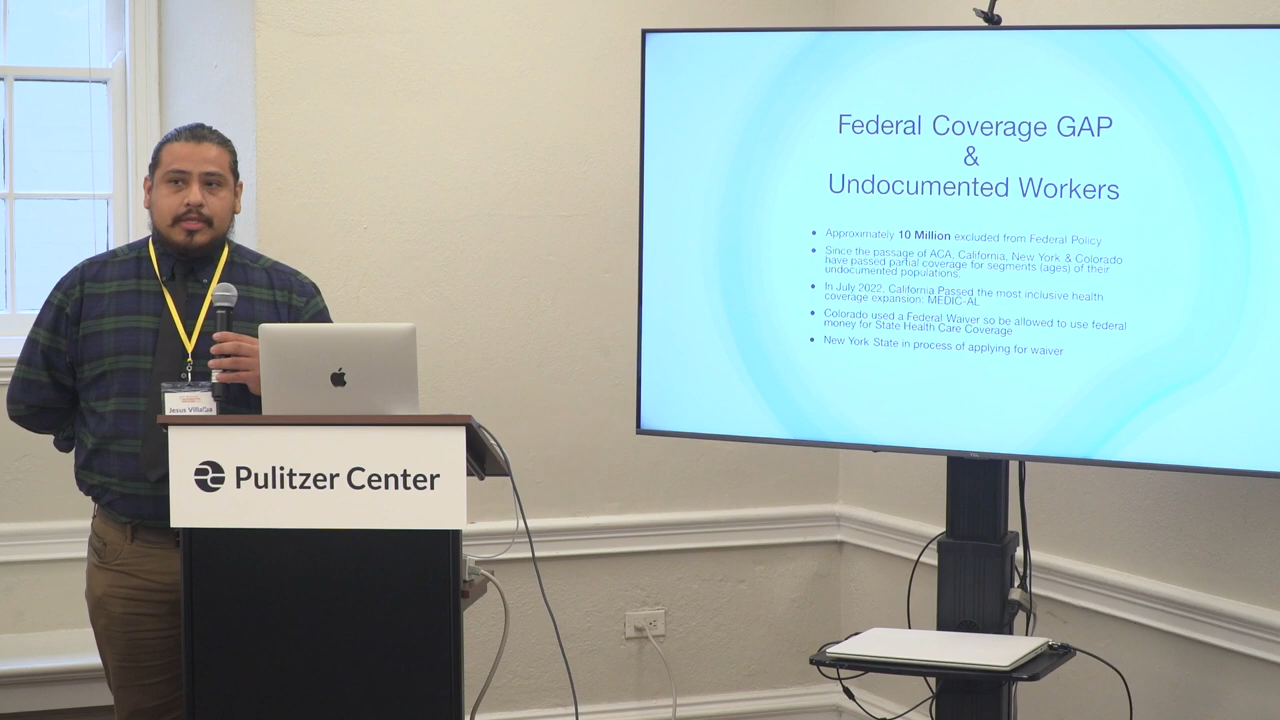 Federal Coverage GAP
&
Undocumented Workers
Approximately 10 Million excluded from Federal Policy
Since the passage of ACA, California, New York & Colorado
have passed partial coverage for segments (ages) of their
undocumented populations.
In July 2022, California Passed the most inclusive health
coverage expansion: MEDIC-AL
Colorado used a Federal Waiver so be allowed to use federal
money for State Health Care Coverage
New York State in process of applying for waiver
TCL
Jesus Villalba
Pulitzer Center